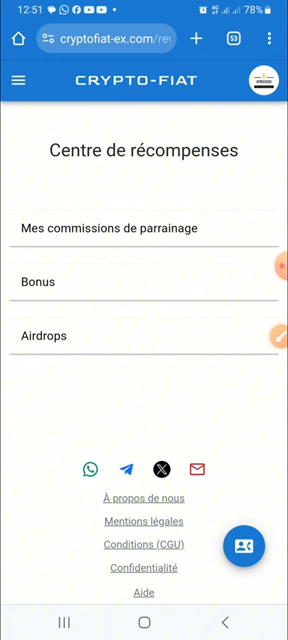 12:51
78%
cryptofiat-ex.com/re
53
CRYPTO-FIAT
Centre de récompenses
Mes commissions de parrainage
Bonus
Airdrops
À propos de nous
Mentions légales
Conditions (CGU)
Confidentialité
Aide